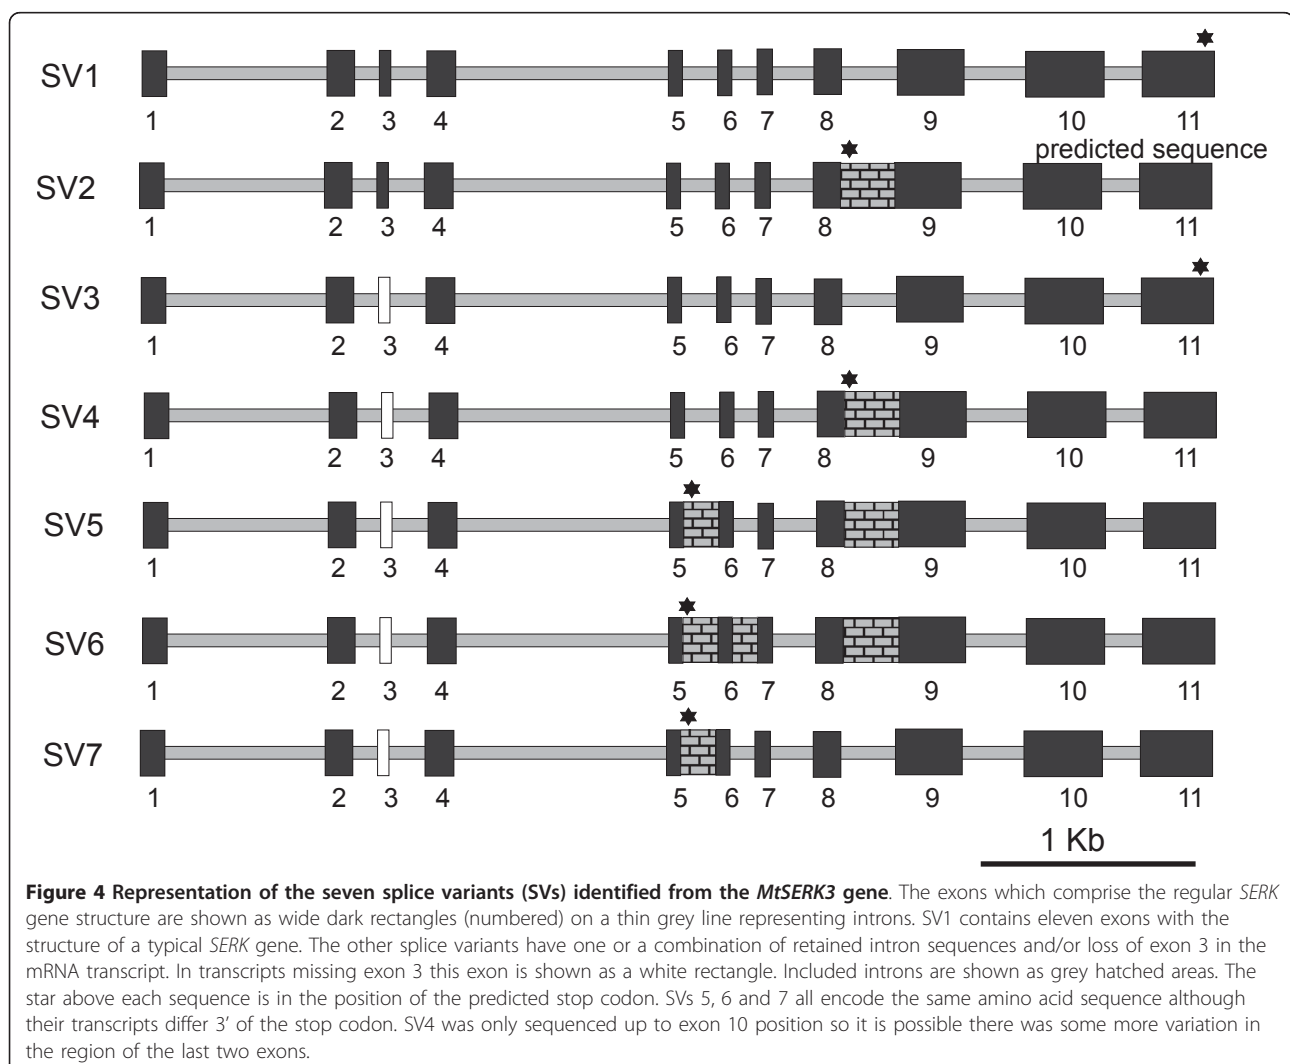 SV1
1 2 3 4 5 6 7 8 9 10 11
predicted sequence
SV2
1 2 3 4 5 6 7 8 9 10 11
SV3
1 2 3 4 5 6 7 8 9 10 11
SV4
1 2 3 4 5 6 7 8 9 10 11
SV5
1 2 3 4 5 6 7 8 9 10 11
SV6
1 2 3 4 5 6 7 8 9 10 11
SV7
1 2 3 4 5 6 7 8 9 10 11
1 Kb
Figure 4 Representation of the seven splice variants (SVs) identified from the MtSERK3 gene. The exons which comprise the regular SERK
gene structure are shown as wide dark rectangles (numbered) on a thin grey line representing introns. SV1 contains eleven exons with the
structure of a typical SERK gene. The other splice variants have one or a combination of retained intron sequences and/or loss of exon 3 in the
mRNA transcript. In transcripts missing exon 3 this exon is shown as a white rectangle. Included introns are shown as grey hatched areas. The
star above each sequence is in the position of the predicted stop codon. SVs 5, 6 and 7 all encode the same amino acid sequence although
their transcripts differ 3’ of the stop codon. SV4 was only sequenced up to exon 10 position so it is possible there was some more variation in
the region of the last two exons.